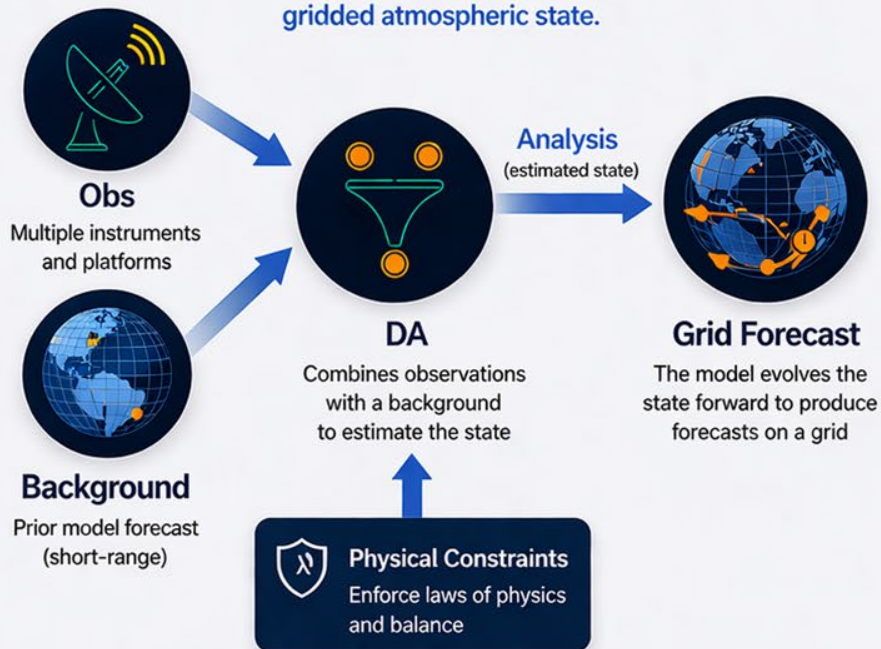 gridded atmospheric state.
Obs
Multiple instruments
and platforms
Background
Prior model forecast
(short-range)
DA
Combines observations
with a background
to estimate the state
Physical Constraints
Enforce laws of physics
and balance
Analysis
(estimated state)
Grid Forecast
The model evolves the
state forward to produce
forecasts on a grid